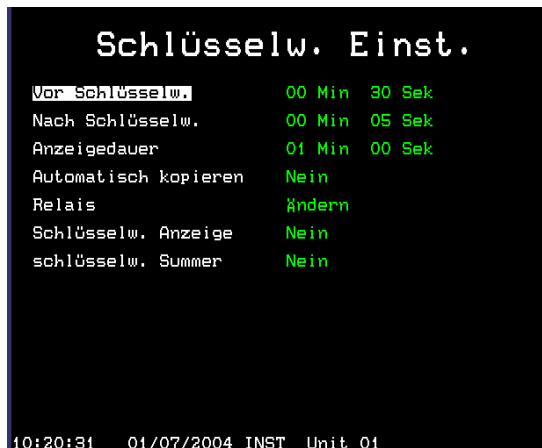 Schlüsselw. Einst.
Vor Schlüsselw. 00 Min 30 Sek
Nach Schlüsselw. 00 Min 05 Sek
Anzeigedauer 01 Min 00 Sek
Automatisch kopieren Nein
Relais Ändern
Schlüsselw. Anzeige Nein
schlüsselw. Summer Nein
10:20:31 01/07/2004 INST Unit 01